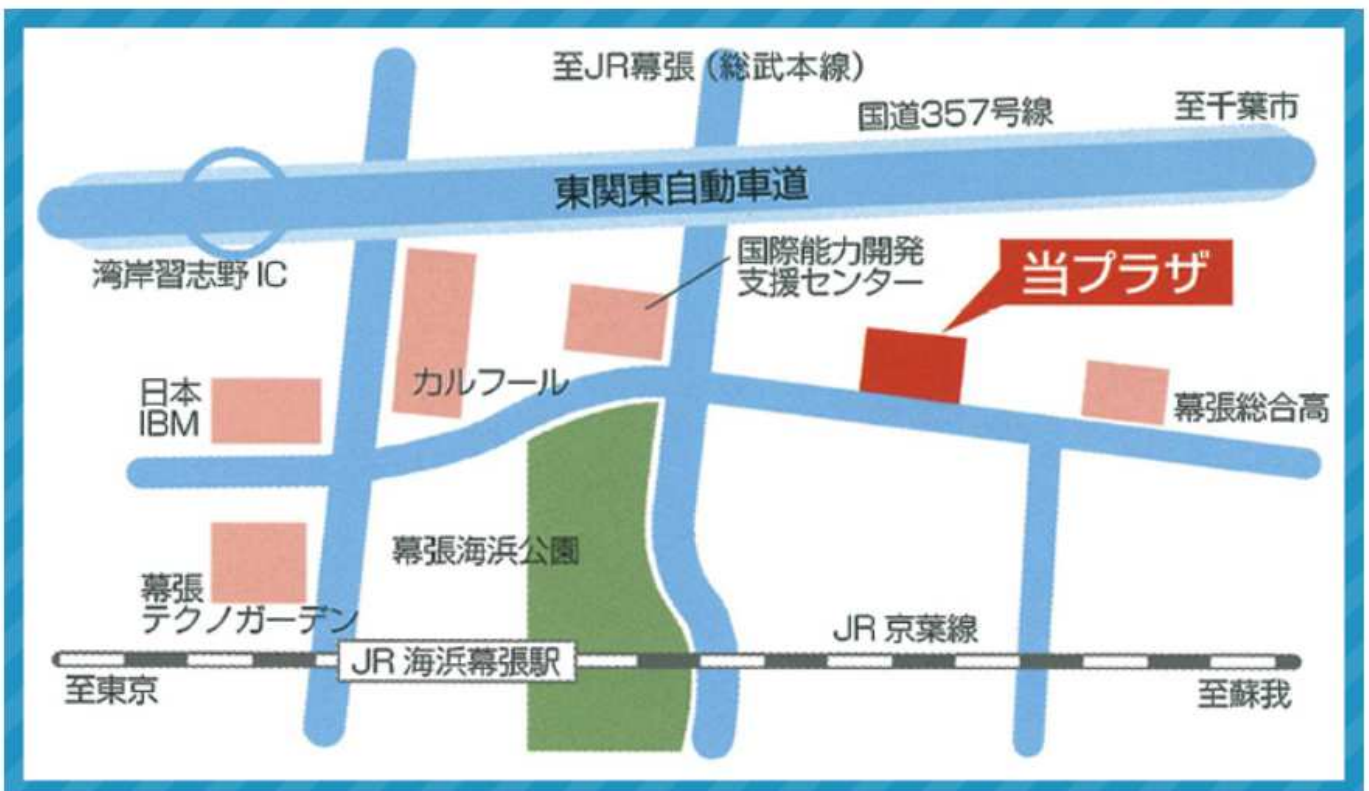 至JR幕張（総武本線）
国道357号線
至千葉市
東関東自動車道
湾岸習志野 IC
国際能力開発
支援センター
当プラザ
日本
IBM
カルフール
幕張総合高
幕張海浜公園
幕張
テクノガーデン
JR 京葉線
JR 海浜幕張駅
至東京
至蘇我